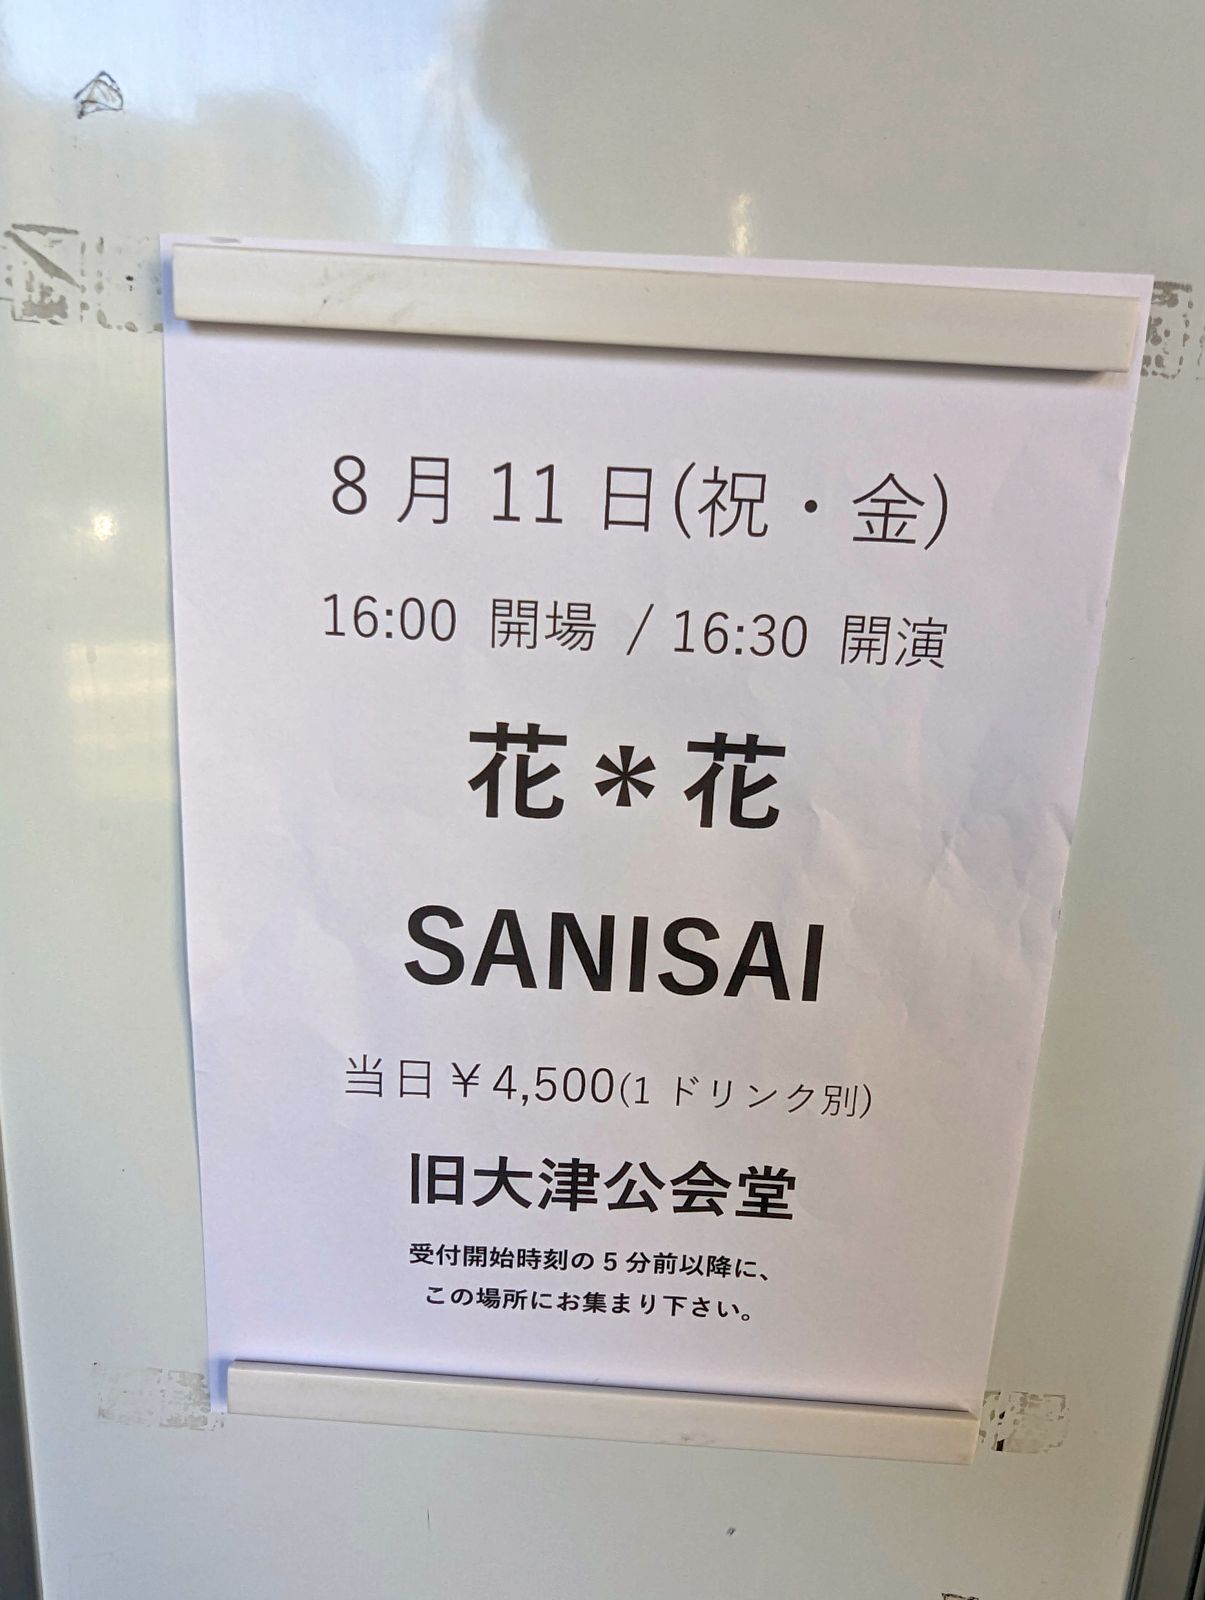 8月11日(祝・金)
16:00 開場 / 16:30 開演
花*花
SANISAI
当日¥4,500(1ドリンク別)
旧大津公会堂
受付開始時刻の5分前以降に、
この場所にお集まり下さい。